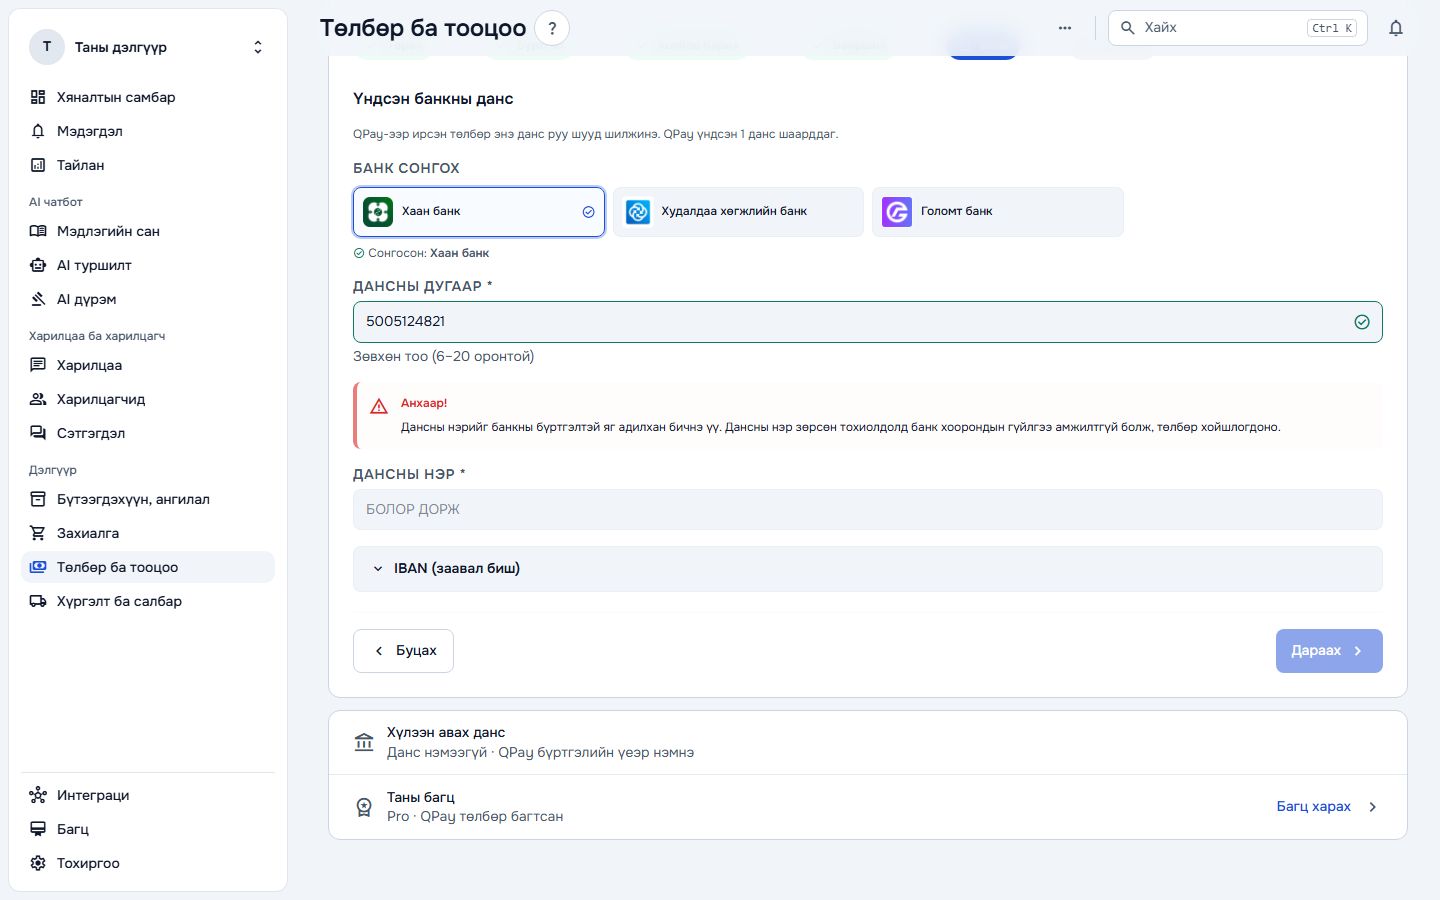 Т
Таны дэлгүүр
Хяналтын самбар
Мэдэгдэл
Тайлан
AI чатбот
Мэдлэгийн сан
AI туршилт
AI дүрэм
Харилцаа ба харилцагч
Харилцаа
Харилцагчид
Сэтгэгдэл
Дэлгүүр
Бүтээгдэхүүн, ангилал
Захиалга
Төлбөр ба тооцоо
Хүргэлт ба салбар
Интеграци
Багц
Тохиргоо
Төлбөр ба тооцоо
?
Хайх
Ctrl K
Үндсэн банкны данс
QPay-ээр ирсэн төлбөр энэ данс руу шууд шилжинэ. QPay үндсэн 1 данс шаарддаг.
БАНК СОНГОХ
Хаан банк
Худалдаа хөгжлийн банк
Голомт банк
Сонгосон: Хаан банк
ДАНСНЫ ДУГААР *
5005124821
Зөвхөн тоо (6–20 оронтой)
Анхаар!
Дансны нэрийг банкны бүртгэлтэй яг адилхан бичнэ үү. Дансны нэр зөрсөн тохиолдолд банк хоорондын гүйлгээ амжилтгүй болж, төлбөр хойшлогдоно.
ДАНСНЫ НЭР *
БОЛОР ДОРЖ
IBAN (заавал биш)
Буцах
Дараах
Хүлээн авах данс
Данс нэмээгүй · QPay бүртгэлийн үеэр нэмнэ
Таны багц
Pro · QPay төлбөр багтсан
Багц харах